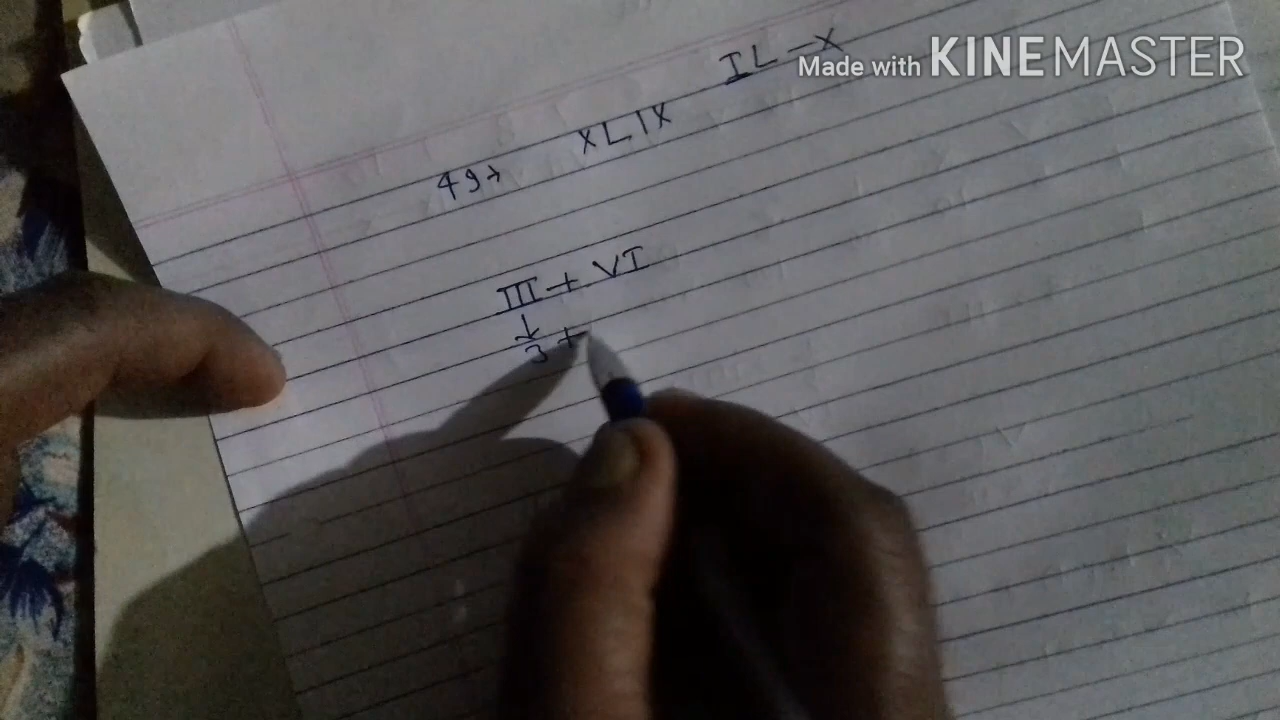 Made with KINEMASTER
49→ XLIX IL - X
III + VI
↓
3 +